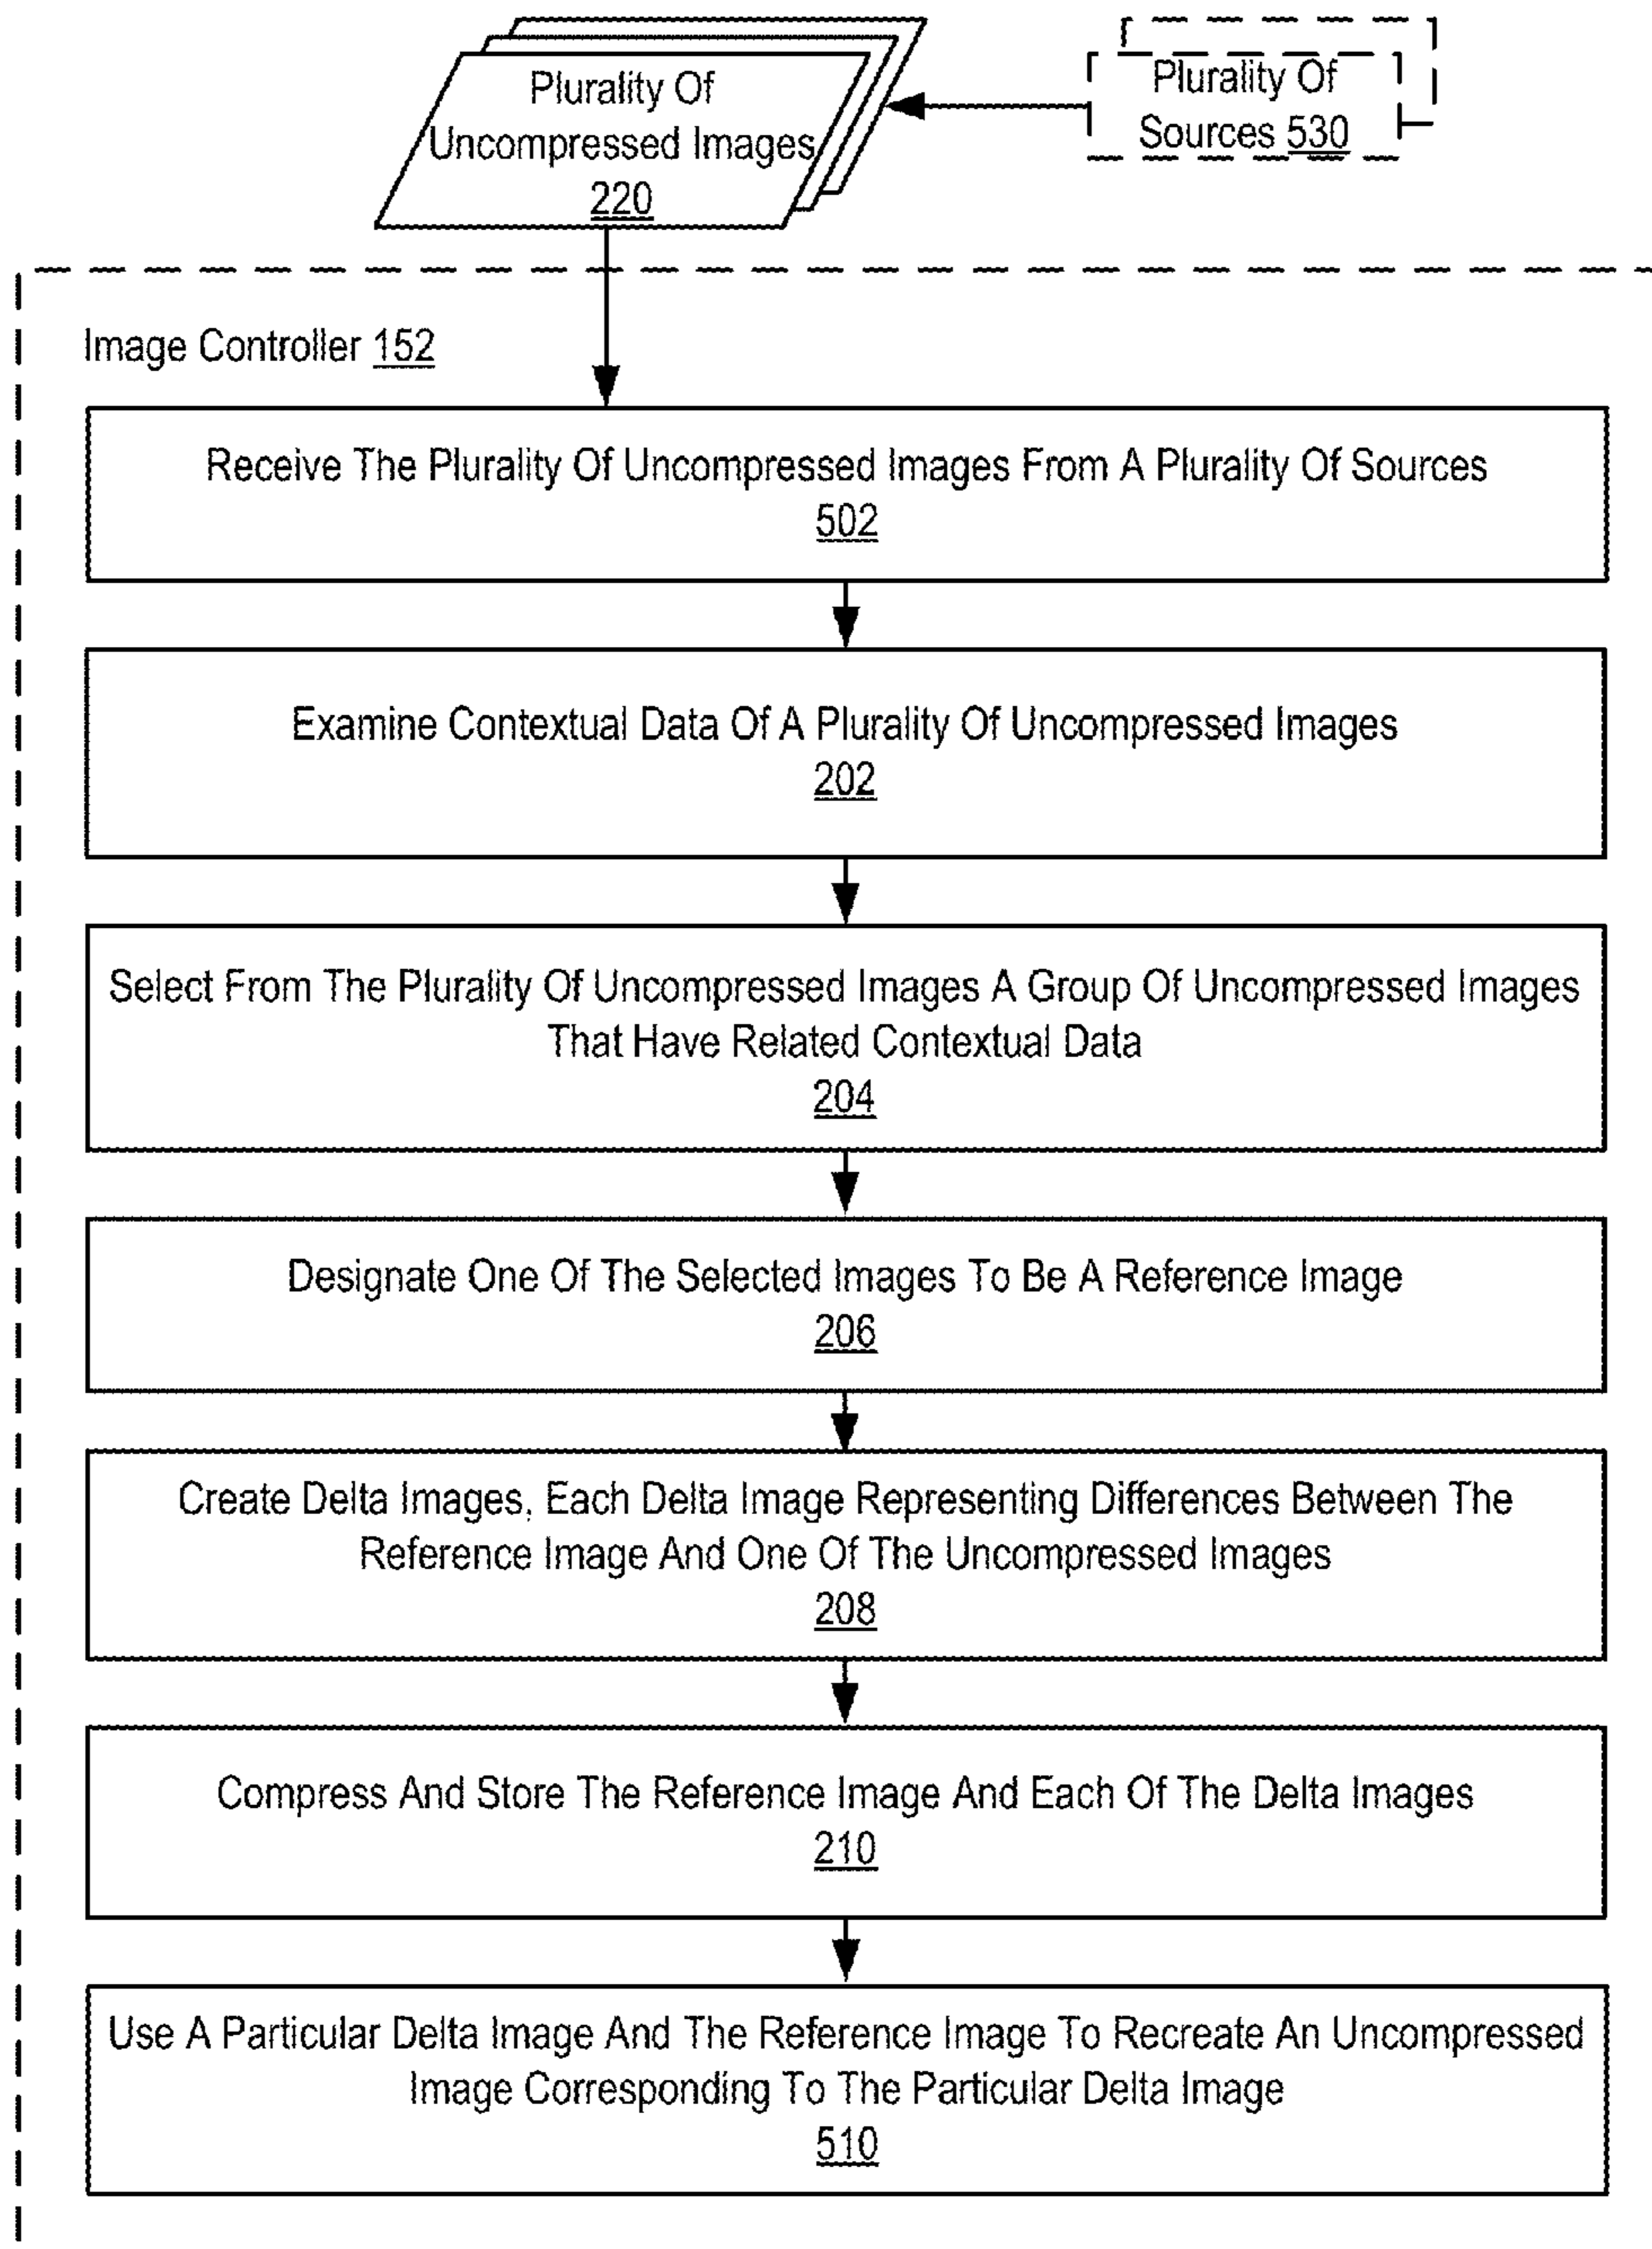 Plurality Of
Uncompressed Images
220
Plurality Of
Sources 530
Image Controller 152
Receive The Plurality Of Uncompressed Images From A Plurality Of Sources
502
Examine Contextual Data Of A Plurality Of Uncompressed Images
202
Select From The Plurality Of Uncompressed Images A Group Of Uncompressed Images
That Have Related Contextual Data
204
Designate One Of The Selected Images To Be A Reference Image
206
Create Delta Images, Each Delta Image Representing Differences Between The
Reference Image And One Of The Uncompressed Images
208
Compress And Store The Reference Image And Each Of The Delta Images
210
Use A Particular Delta Image And The Reference Image To Recreate An Uncompressed
Image Corresponding To The Particular Delta Image
510